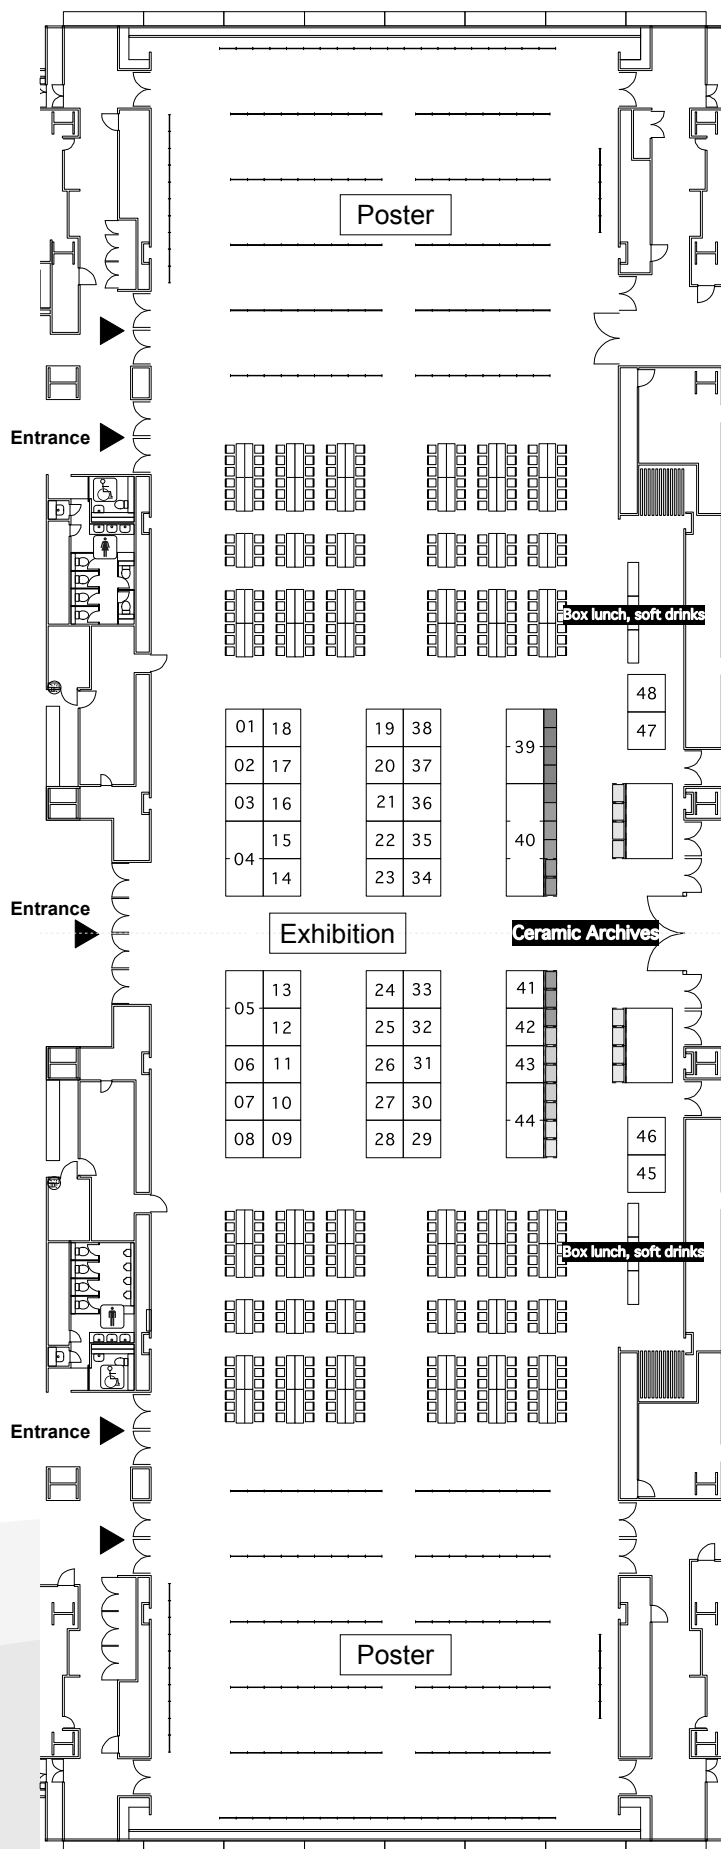 Poster
Entrance
Box lunch, soft drinks
48
01 18 19 38
47
39
02 17 20 37
03 16 21 36
15 22 35 40
04
14 23 34
Entrance
Exhibition
Ceramic Archives
13 24 33 41
05
12 25 32 42
06 11 26 31 43
07 10 27 30
44
46
08 09 28 29
45
Box lunch, soft drinks
Entrance
Poster